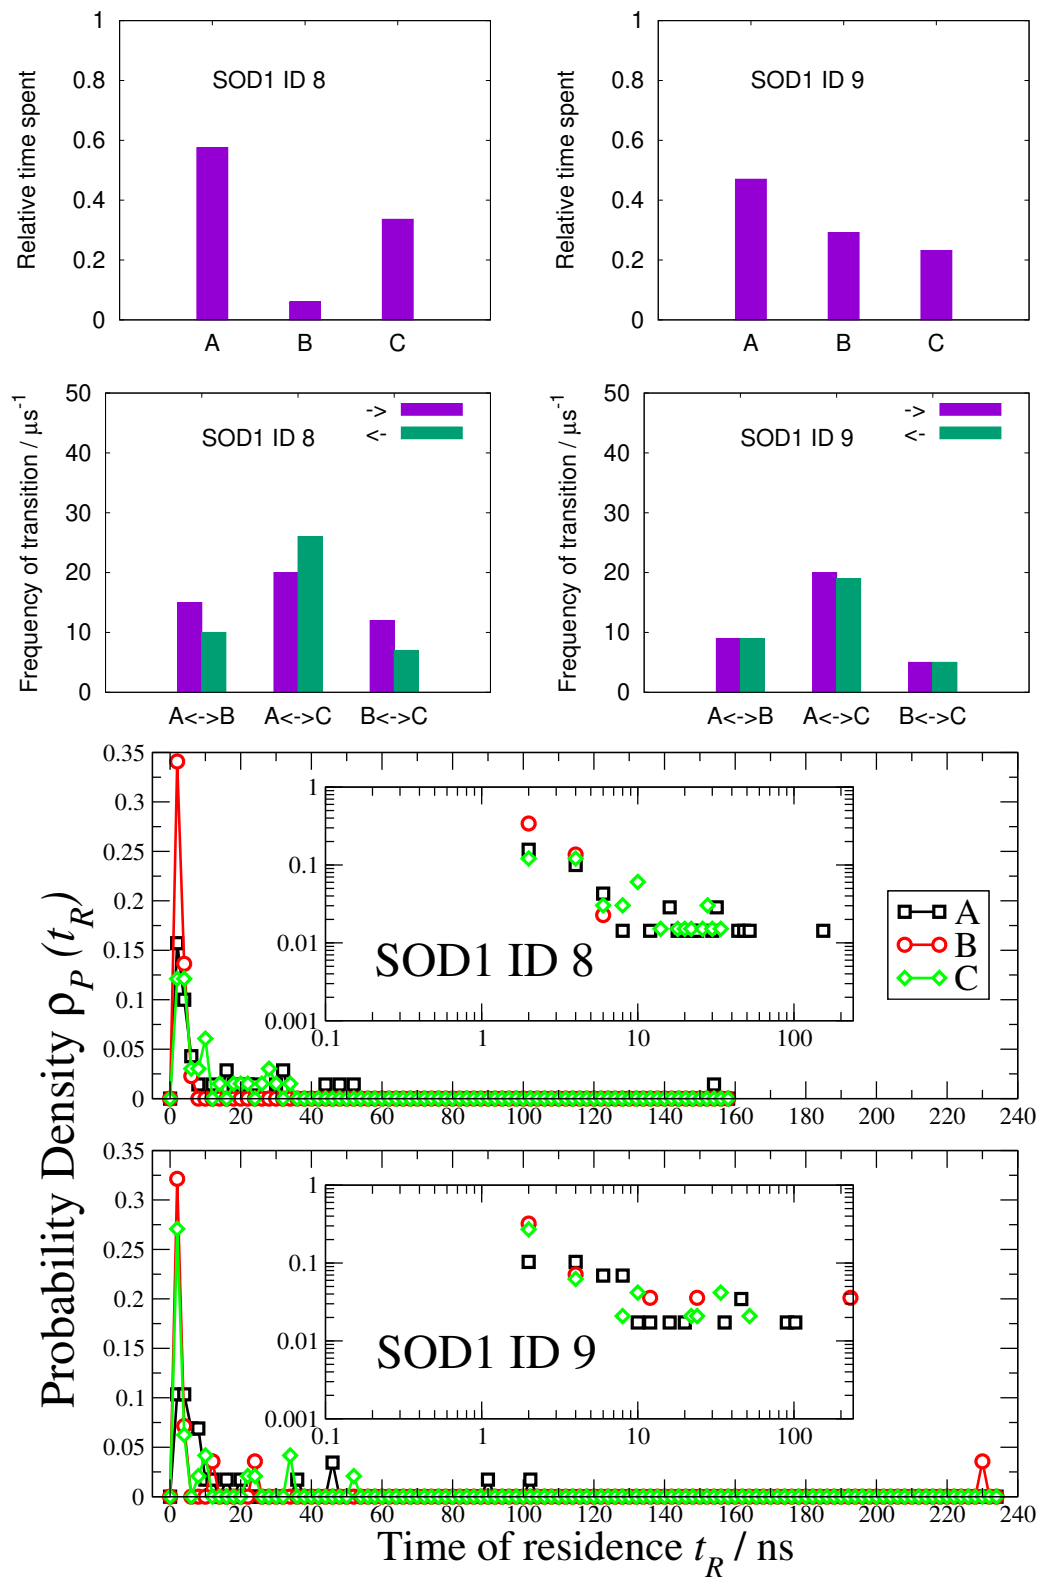 Relative time spent
1
0.8
0.6
0.4
0.2
0
SOD1 ID 8
A B C
Relative time spent
1
0.8
0.6
0.4
0.2
0
SOD1 ID 9
A B C
Frequency of transition / μs⁻¹
50
40
30
20
10
0
->
<-
SOD1 ID 8
A<->B A<->C B<->C
Frequency of transition / μs⁻¹
50
40
30
20
10
0
->
<-
SOD1 ID 9
A<->B A<->C B<->C
Probability Density ρ_P (t_R)
0.35
0.3
0.25
0.2
0.15
0.1
0.05
0
0 20 40 60 80 100 120 140 160 180 200 220 240
1
0.1
0.01
0.001
0.1 1 10 100
SOD1 ID 8
A
B
C
0.35
0.3
0.25
0.2
0.15
0.1
0.05
0
0 20 40 60 80 100 120 140 160 180 200 220 240
1
0.1
0.01
0.001
0.1 1 10 100
SOD1 ID 9
Time of residence t_R / ns